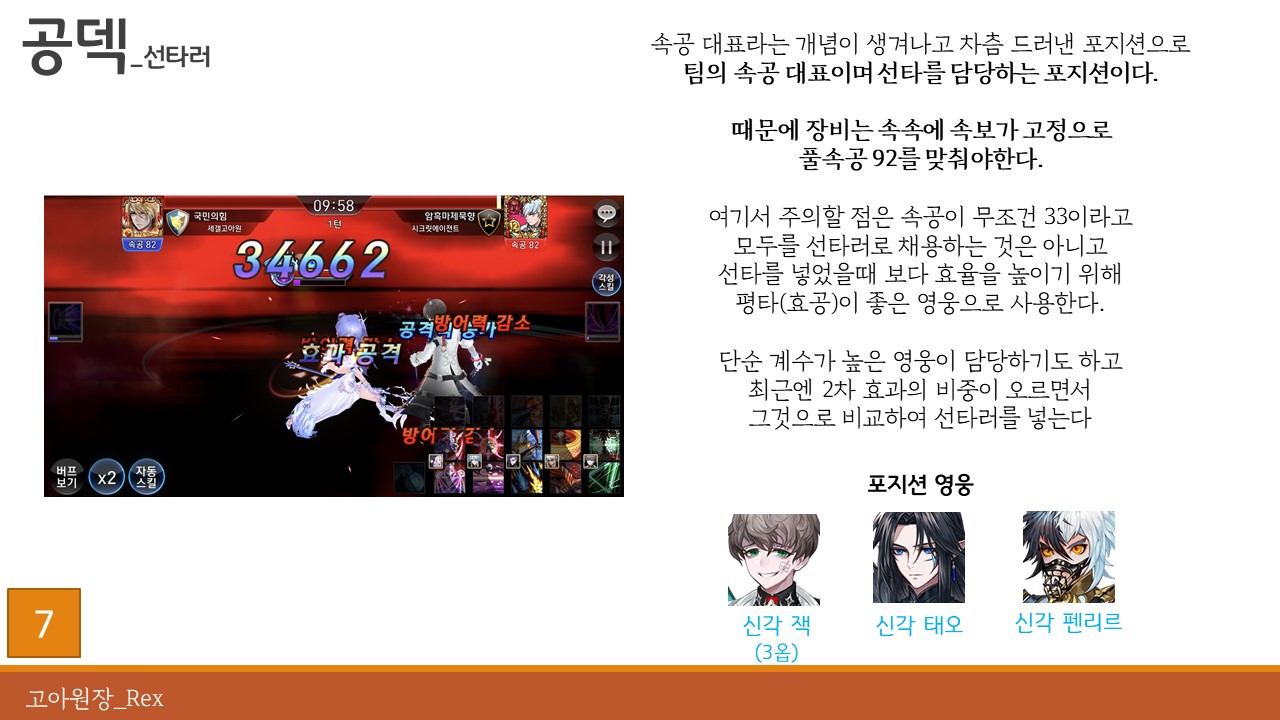 공덱_선타러
속공 대표라는 개념이 생겨나고 차츰 드러낸 포지션으로
팀의 속공 대표이며 선타를 담당하는 포지션이다.
때문에 장비는 속속에 속보가 고정으로
풀속공 92를 맞춰야한다.
여기서 주의할 점은 속공이 무조건 33이라고
모두를 선타러로 채용하는 것은 아니고
선타를 넣었을때 보다 효율을 높이기 위해
평타(효공)이 좋은 영웅으로 사용한다.
단순 계수가 높은 영웅이 담당하기도 하고
최근엔 2차 효과의 비중이 오르면서
그것으로 비교하여 선타러를 넣는다
국민의힘
세젤고아원
속공 82
09:58
1턴
암흑마제묵향
시크릿에이전트
속공 82
34662
각성
스킬
방어력 감소
공격력 증가
효과 공격
방어력 감소
버프
보기
x2
자동
스킬
포지션 영웅
신각 잭
(3옵)
신각 태오
신각 펜리르
7
고아원장_Rex